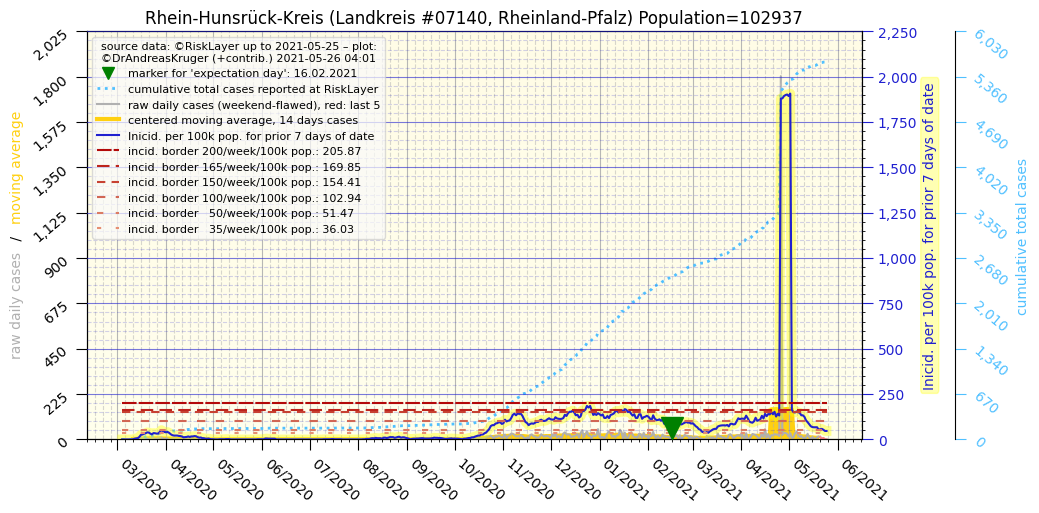 Rhein-Hunsrück-Kreis (Landkreis #07140, Rheinland-Pfalz) Population=102937
source data: ©RiskLayer up to 2021-05-25 – plot:
©DrAndreasKruger (+contrib.) 2021-05-26 04:01
marker for 'expectation day': 16.02.2021
cumulative total cases reported at RiskLayer
raw daily cases (weekend-flawed), red: last 5
centered moving average, 14 days cases
Inicid. per 100k pop. for prior 7 days of date
incid. border 200/week/100k pop.: 205.87
incid. border 165/week/100k pop.: 169.85
incid. border 150/week/100k pop.: 154.41
incid. border 100/week/100k pop.: 102.94
incid. border   50/week/100k pop.: 51.47
incid. border   35/week/100k pop.: 36.03
raw daily cases  /  moving average
2,025
1,800
1,575
1,350
1,125
900
675
450
225
0
2,250
2,000
1,750
1,500
1,250
1,000
750
500
250
0
Inicid. per 100k pop. for prior 7 days of date
6,030
5,360
4,690
4,020
3,350
2,680
2,010
1,340
670
0
cumulative total cases
03/2020
04/2020
05/2020
06/2020
07/2020
08/2020
09/2020
10/2020
11/2020
12/2020
01/2021
02/2021
03/2021
04/2021
05/2021
06/2021